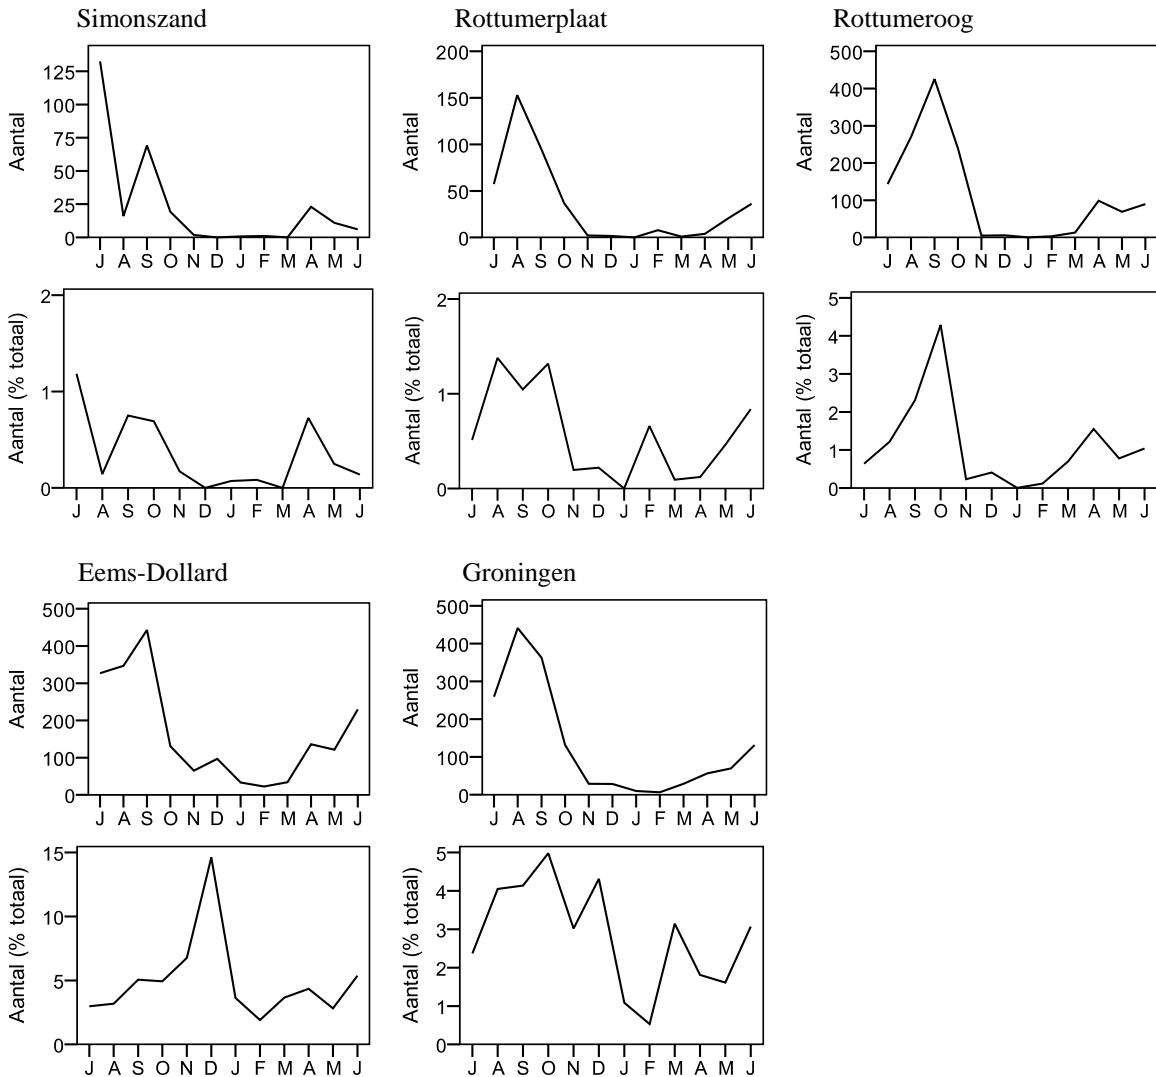 Simonszand
Rottumerplaat
Rottumeroog
Aantal
125
100
75
50
25
0
J A S O N D J F M A M J
Aantal
200
150
100
50
0
J A S O N D J F M A M J
Aantal
500
400
300
200
100
0
J A S O N D J F M A M J
Aantal (% totaal)
2
1
0
J A S O N D J F M A M J
Aantal (% totaal)
2
1
0
J A S O N D J F M A M J
Aantal (% totaal)
5
4
3
2
1
0
J A S O N D J F M A M J
Eems-Dollard
Groningen
Aantal
500
400
300
200
100
0
J A S O N D J F M A M J
Aantal
500
400
300
200
100
0
J A S O N D J F M A M J
Aantal (% totaal)
15
10
5
0
J A S O N D J F M A M J
Aantal (% totaal)
5
4
3
2
1
0
J A S O N D J F M A M J